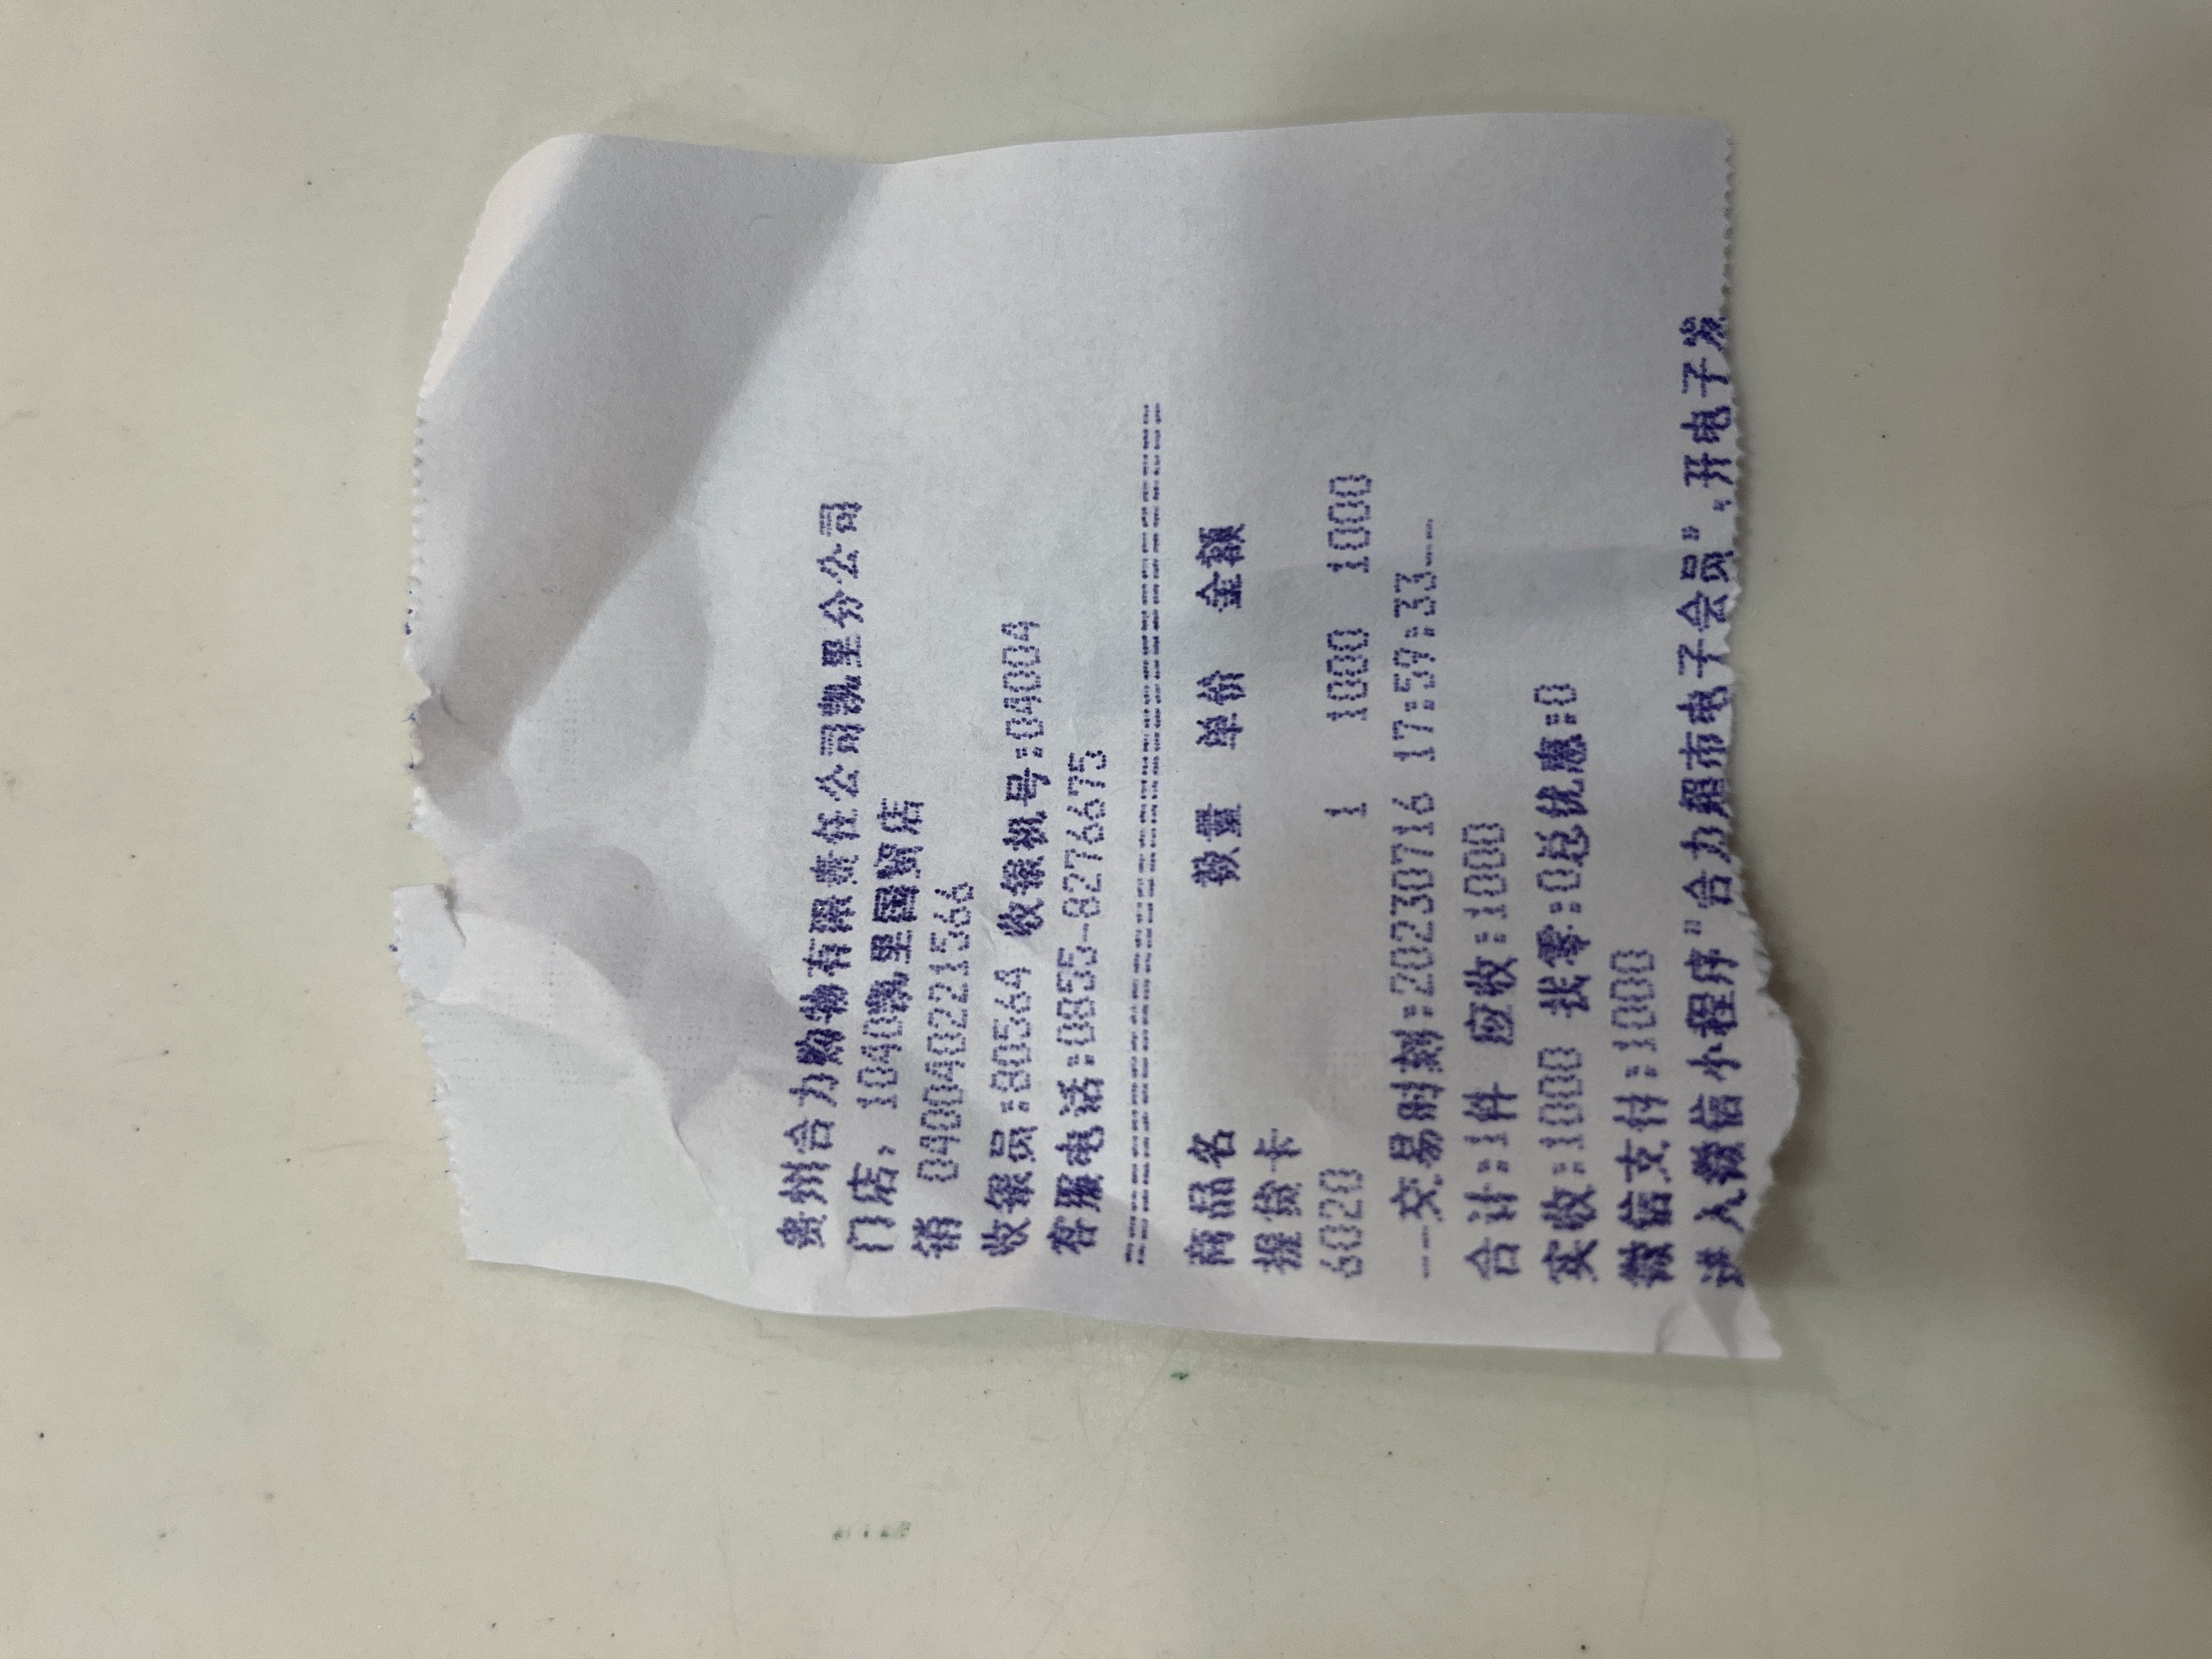 贵州合力购物有限责任公司凯里分公司
门店, 1040凯里国贸店
销 040040221566
收银员:80564 收银机号:04004
客服电话:0855-8276675
========================================
商品名 数量 单价 金额
提货卡
6020 1 1000 1000
--交易时刻:20230716 17:59:33--
合计:1件 应收:1000
实收:1000 找零:0总优惠:0
微信支付:1000
进入微信小程序"合力超市电子会员",开电子发